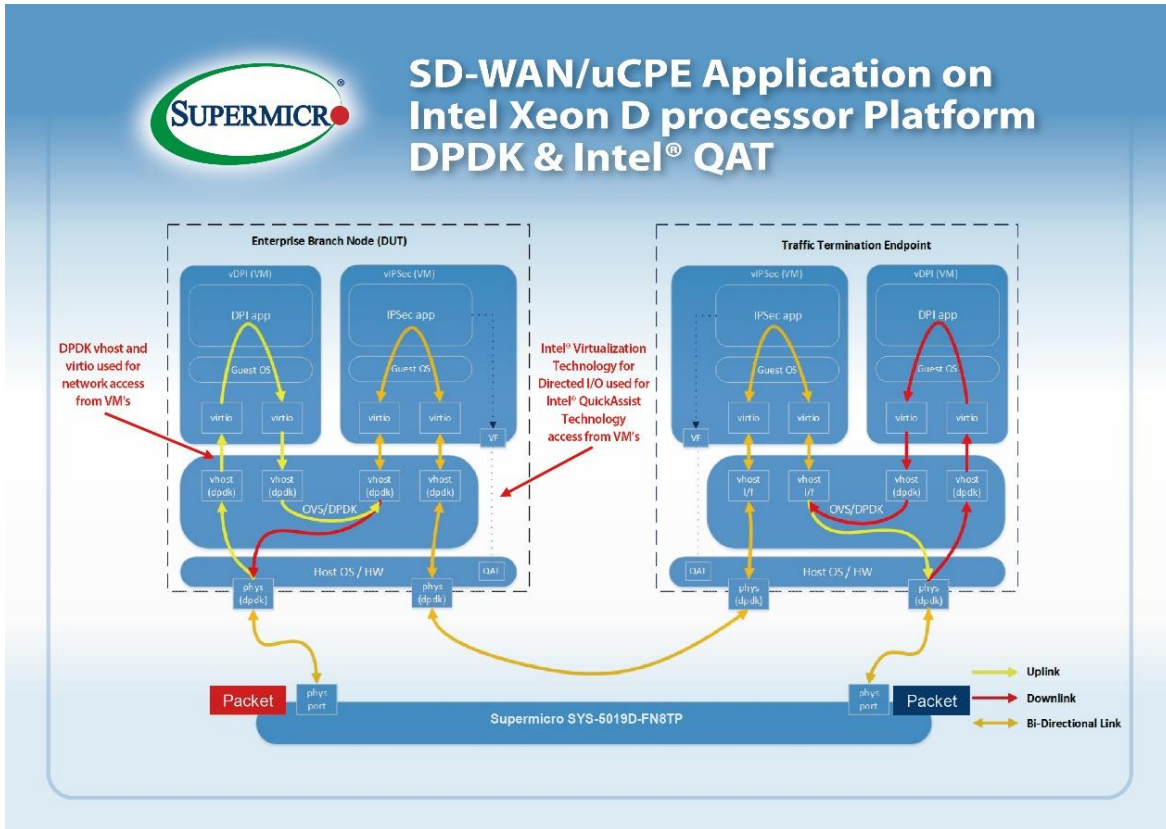 SUPERMICRO
®
SD-WAN/uCPE Application on
Intel Xeon D processor Platform
DPDK & Intel® QAT
Enterprise Branch Node (DUT)
vDPI (VM)
vIPSec (VM)
DPI app
IPSec app
Guest OS
Guest OS
virtio
virtio
virtio
virtio
VF
vhost
(dpdk)
vhost
(dpdk)
vhost
(dpdk)
vhost
(dpdk)
OVS/DPDK
Host OS / HW
QAT
phys
(dpdk)
phys
(dpdk)
DPDK vhost and
virtio used for
network access
from VM's
Intel® Virtualization
Technology for
Directed I/O used for
Intel® QuickAssist
Technology
access from VM's
Traffic Termination Endpoint
vIPSec (VM)
vDPI (VM)
IPSec app
DPI app
Guest OS
Guest OS
virtio
virtio
virtio
virtio
VF
vhost
I/f
vhost
I/f
vhost
(dpdk)
vhost
(dpdk)
OVS/DPDK
QAT
Host OS / HW
phys
(dpdk)
phys
(dpdk)
Packet
phys
port
Supermicro SYS-5019D-FN8TP
phys
port
Packet
Uplink
Downlink
Bi-Directional Link